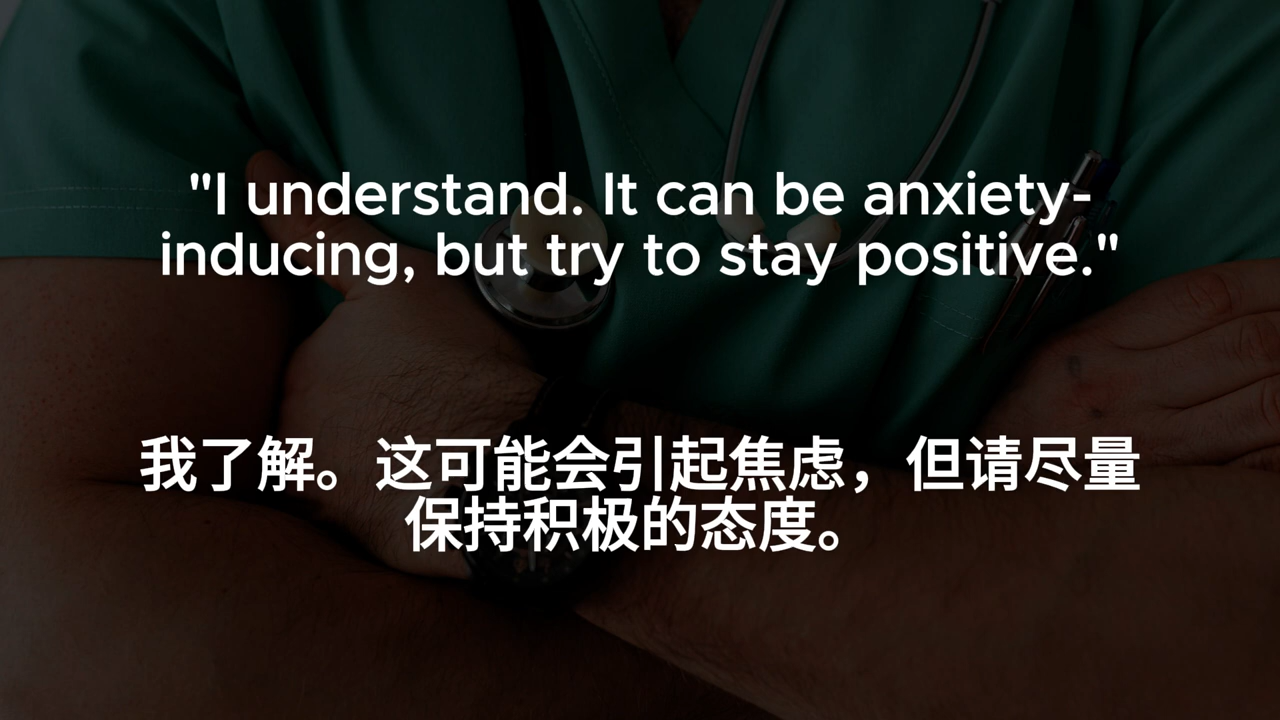 "I understand. It can be anxiety-
inducing, but try to stay positive."
我了解。这可能会引起焦虑，但请尽量
保持积极的态度。